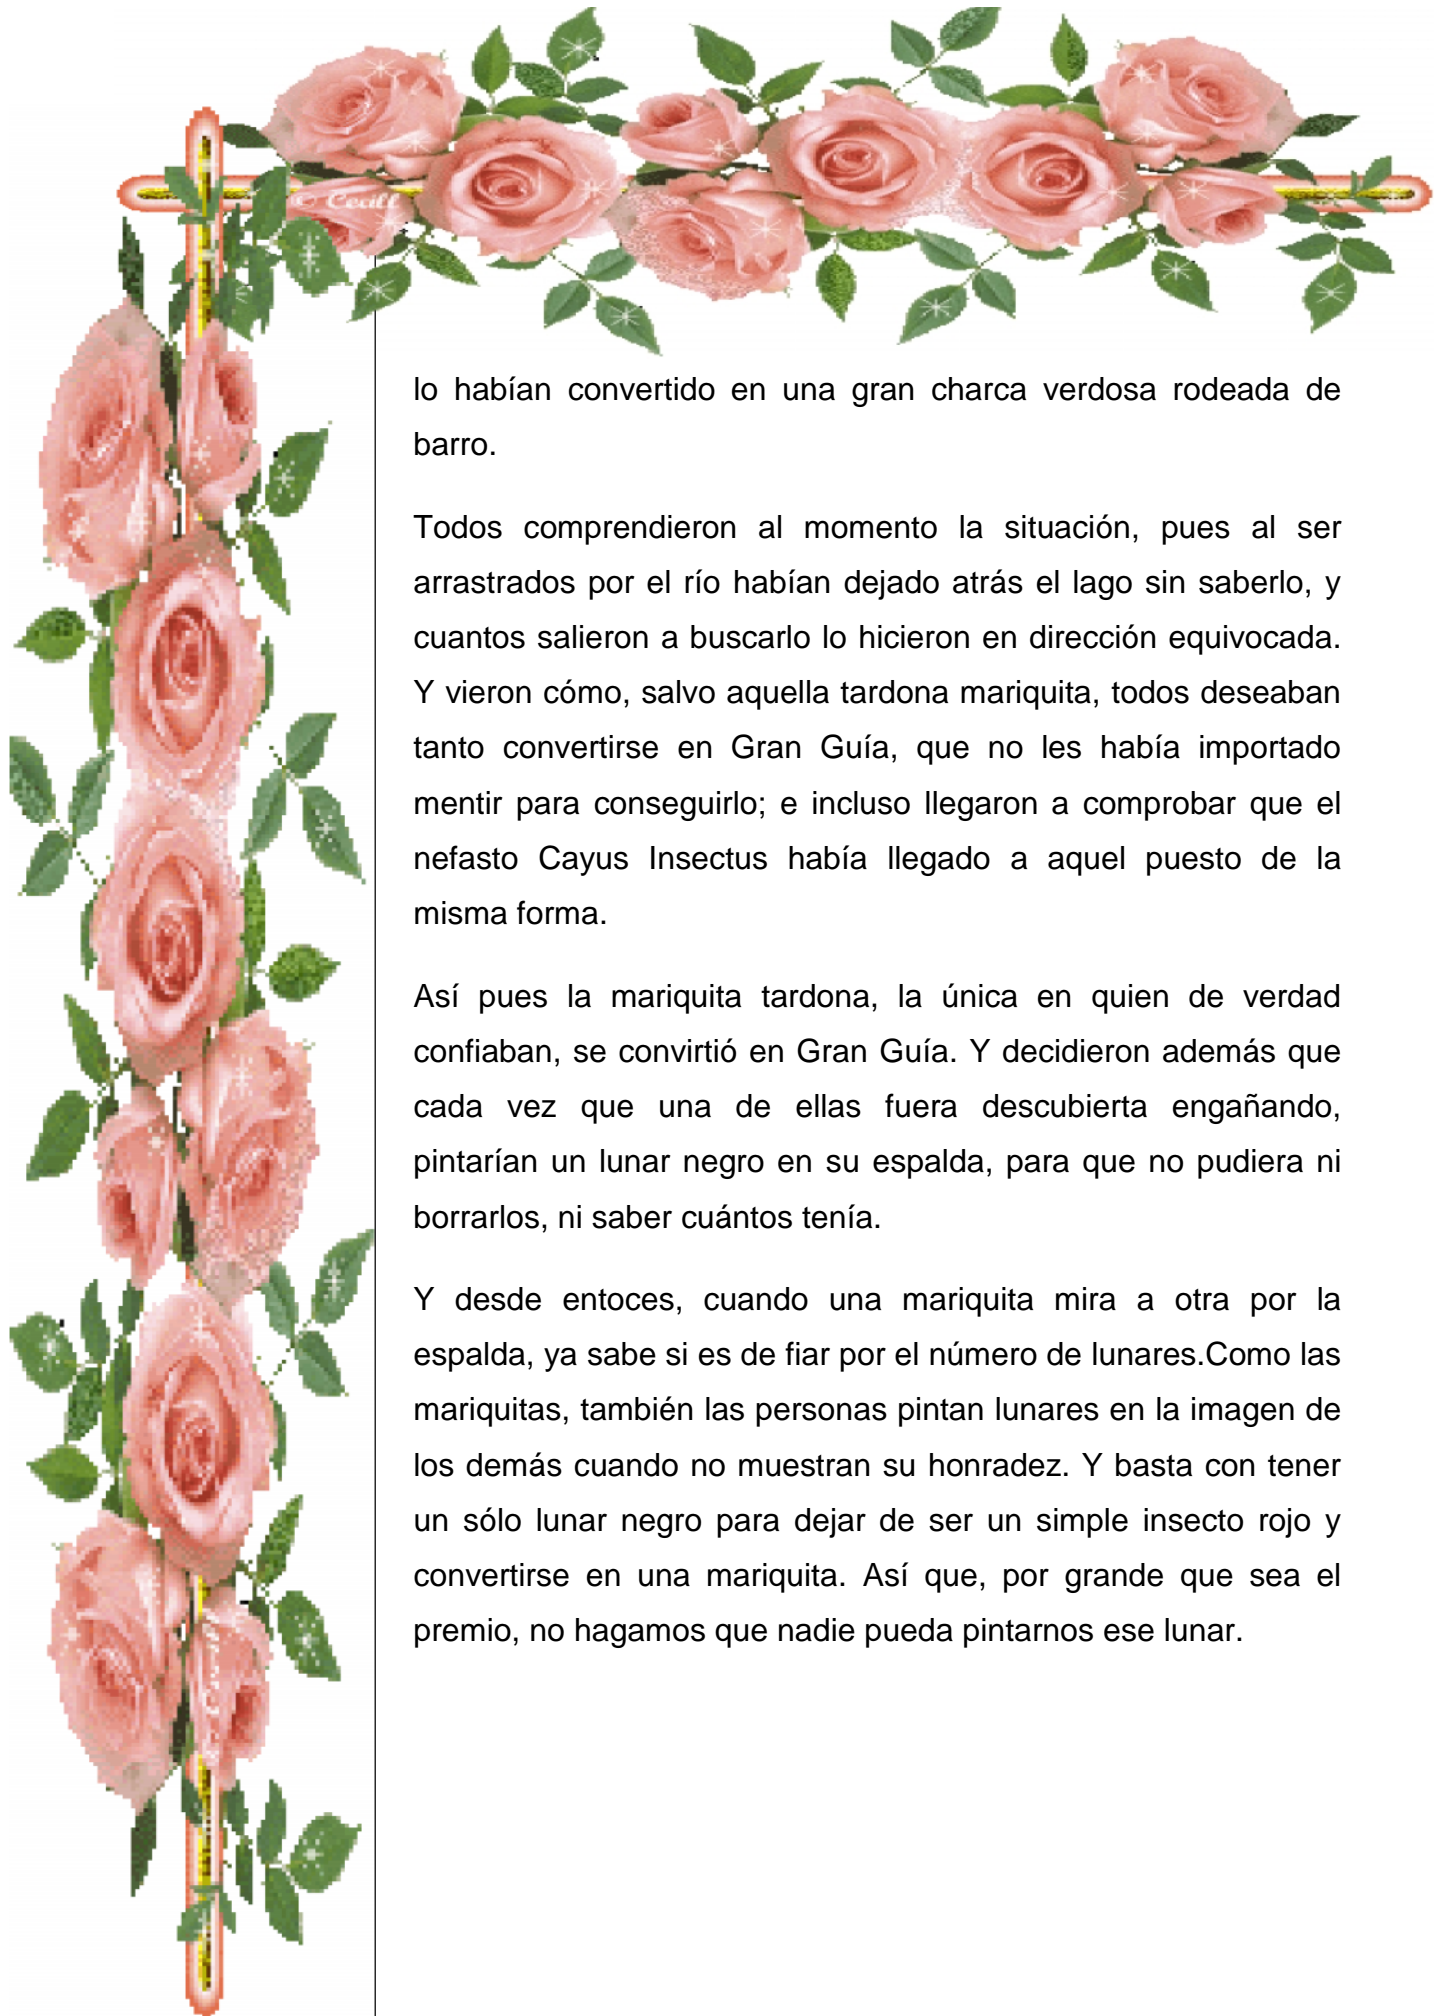 © Cecill
lo habían convertido en una gran charca verdosa rodeada de
barro.
Todos comprendieron al momento la situación, pues al ser
arrastrados por el río habían dejado atrás el lago sin saberlo, y
cuantos salieron a buscarlo lo hicieron en dirección equivocada.
Y vieron cómo, salvo aquella tardona mariquita, todos deseaban
tanto convertirse en Gran Guía, que no les había importado
mentir para conseguirlo; e incluso llegaron a comprobar que el
nefasto Cayus Insectus había llegado a aquel puesto de la
misma forma.
Así pues la mariquita tardona, la única en quien de verdad
confiaban, se convirtió en Gran Guía. Y decidieron además que
cada vez que una de ellas fuera descubierta engañando,
pintarían un lunar negro en su espalda, para que no pudiera ni
borrarlos, ni saber cuántos tenía.
Y desde entoces, cuando una mariquita mira a otra por la
espalda, ya sabe si es de fiar por el número de lunares.Como las
mariquitas, también las personas pintan lunares en la imagen de
los demás cuando no muestran su honradez. Y basta con tener
un sólo lunar negro para dejar de ser un simple insecto rojo y
convertirse en una mariquita. Así que, por grande que sea el
premio, no hagamos que nadie pueda pintarnos ese lunar.